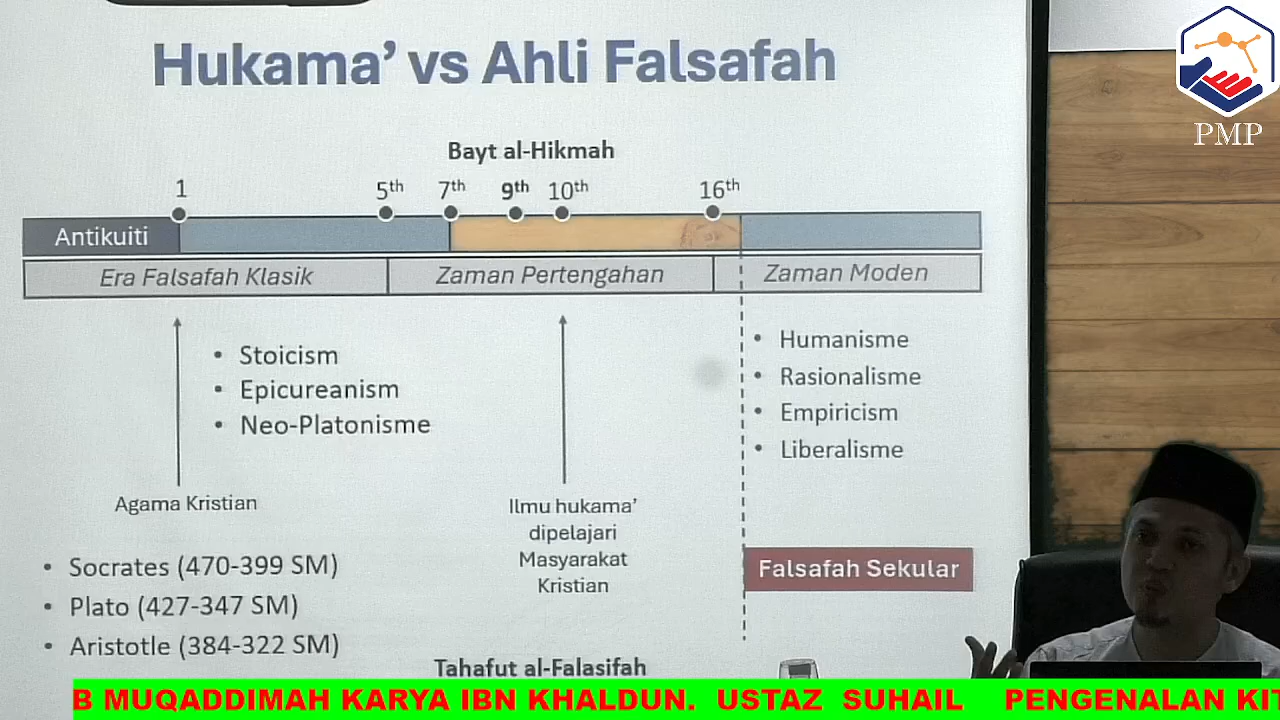 Hukama’ vs Ahli Falsafah
PMP
Bayt al-Hikmah
1 5th 7th 9th 10th 16th
Antikuiti
Era Falsafah Klasik Zaman Pertengahan Zaman Moden
• Stoicism
• Epicureanism
• Neo-Platonisme
• Humanisme
• Rasionalisme
• Empiricism
• Liberalisme
Agama Kristian
Ilmu hukama’
dipelajari
Masyarakat
Kristian
• Socrates (470-399 SM)
• Plato (427-347 SM)
• Aristotle (384-322 SM)
Falsafah Sekular
Tahafut al-Falasifah
B MUQADDIMAH KARYA IBN KHALDUN. USTAZ SUHAIL PENGENALAN KIT